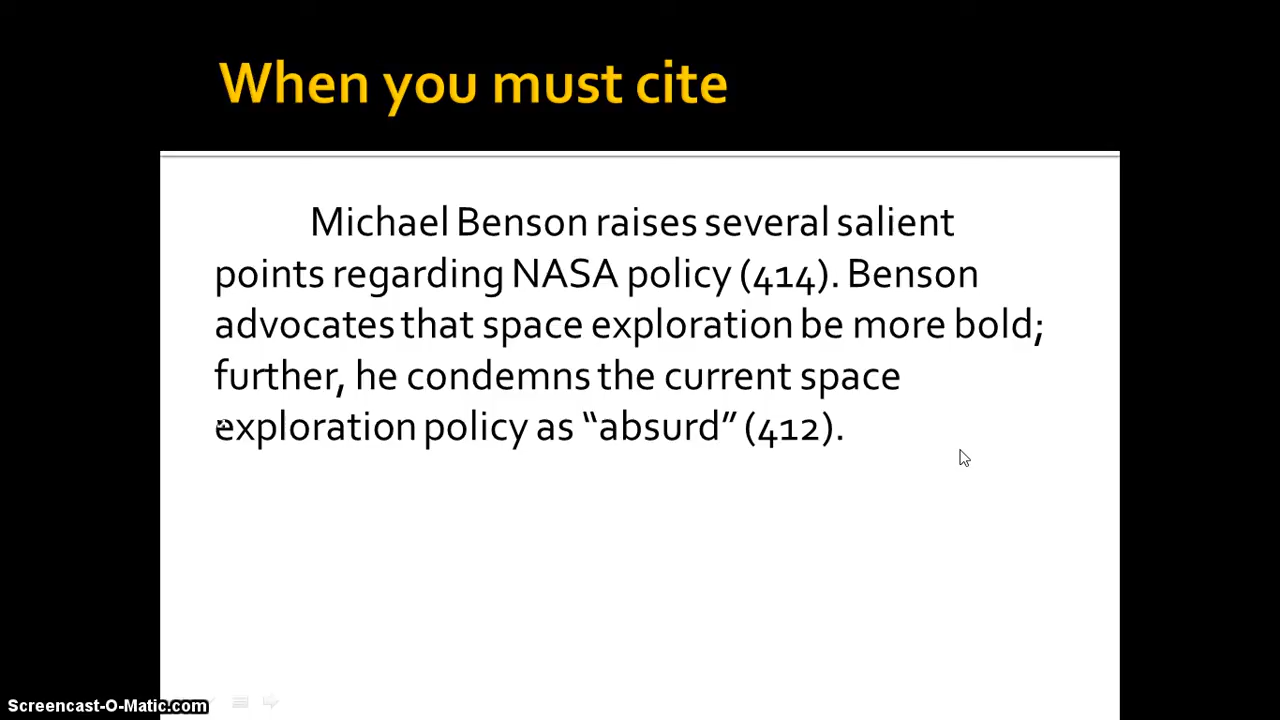 When you must cite
Michael Benson raises several salient
points regarding NASA policy (414). Benson
advocates that space exploration be more bold;
further, he condemns the current space
exploration policy as “absurd” (412).
Screencast-O-Matic.com